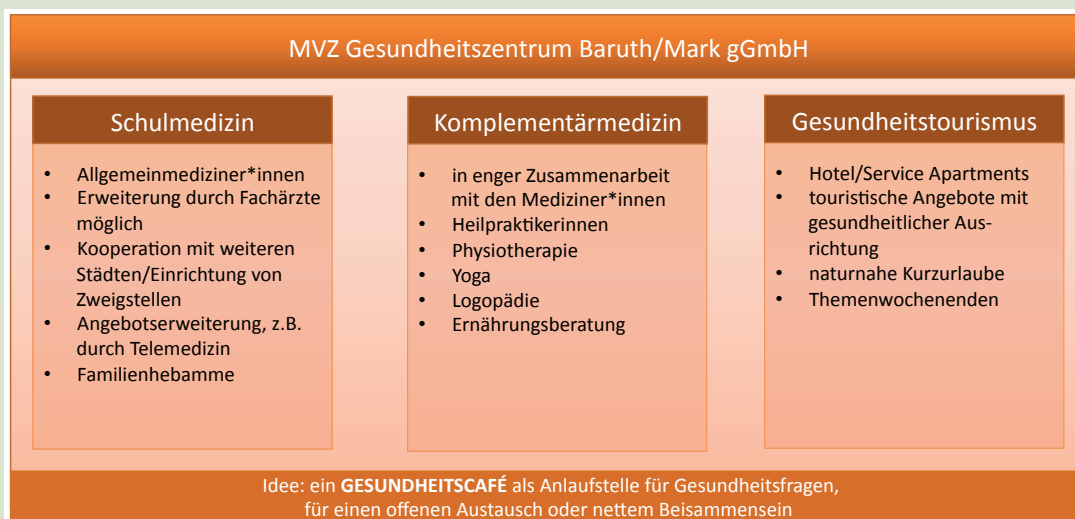 MVZ Gesundheitszentrum Baruth/Mark gGmbH
Schulmedizin
• Allgemeinmediziner*innen
• Erweiterung durch Fachärzte
möglich
• Kooperation mit weiteren
Städten/Einrichtung von
Zweigstellen
• Angebotserweiterung, z.B.
durch Telemedizin
• Familienhebamme
Komplementärmedizin
• in enger Zusammenarbeit
mit den Mediziner*innen
• Heilpraktikerinnen
• Physiotherapie
• Yoga
• Logopädie
• Ernährungsberatung
Gesundheitstourismus
• Hotel/Service Apartments
• touristische Angebote mit
gesundheitlicher Aus-
richtung
• naturnahe Kurzurlaube
• Themenwochenenden
Idee: ein GESUNDHEITSCAFÉ als Anlaufstelle für Gesundheitsfragen,
für einen offenen Austausch oder nettem Beisammensein